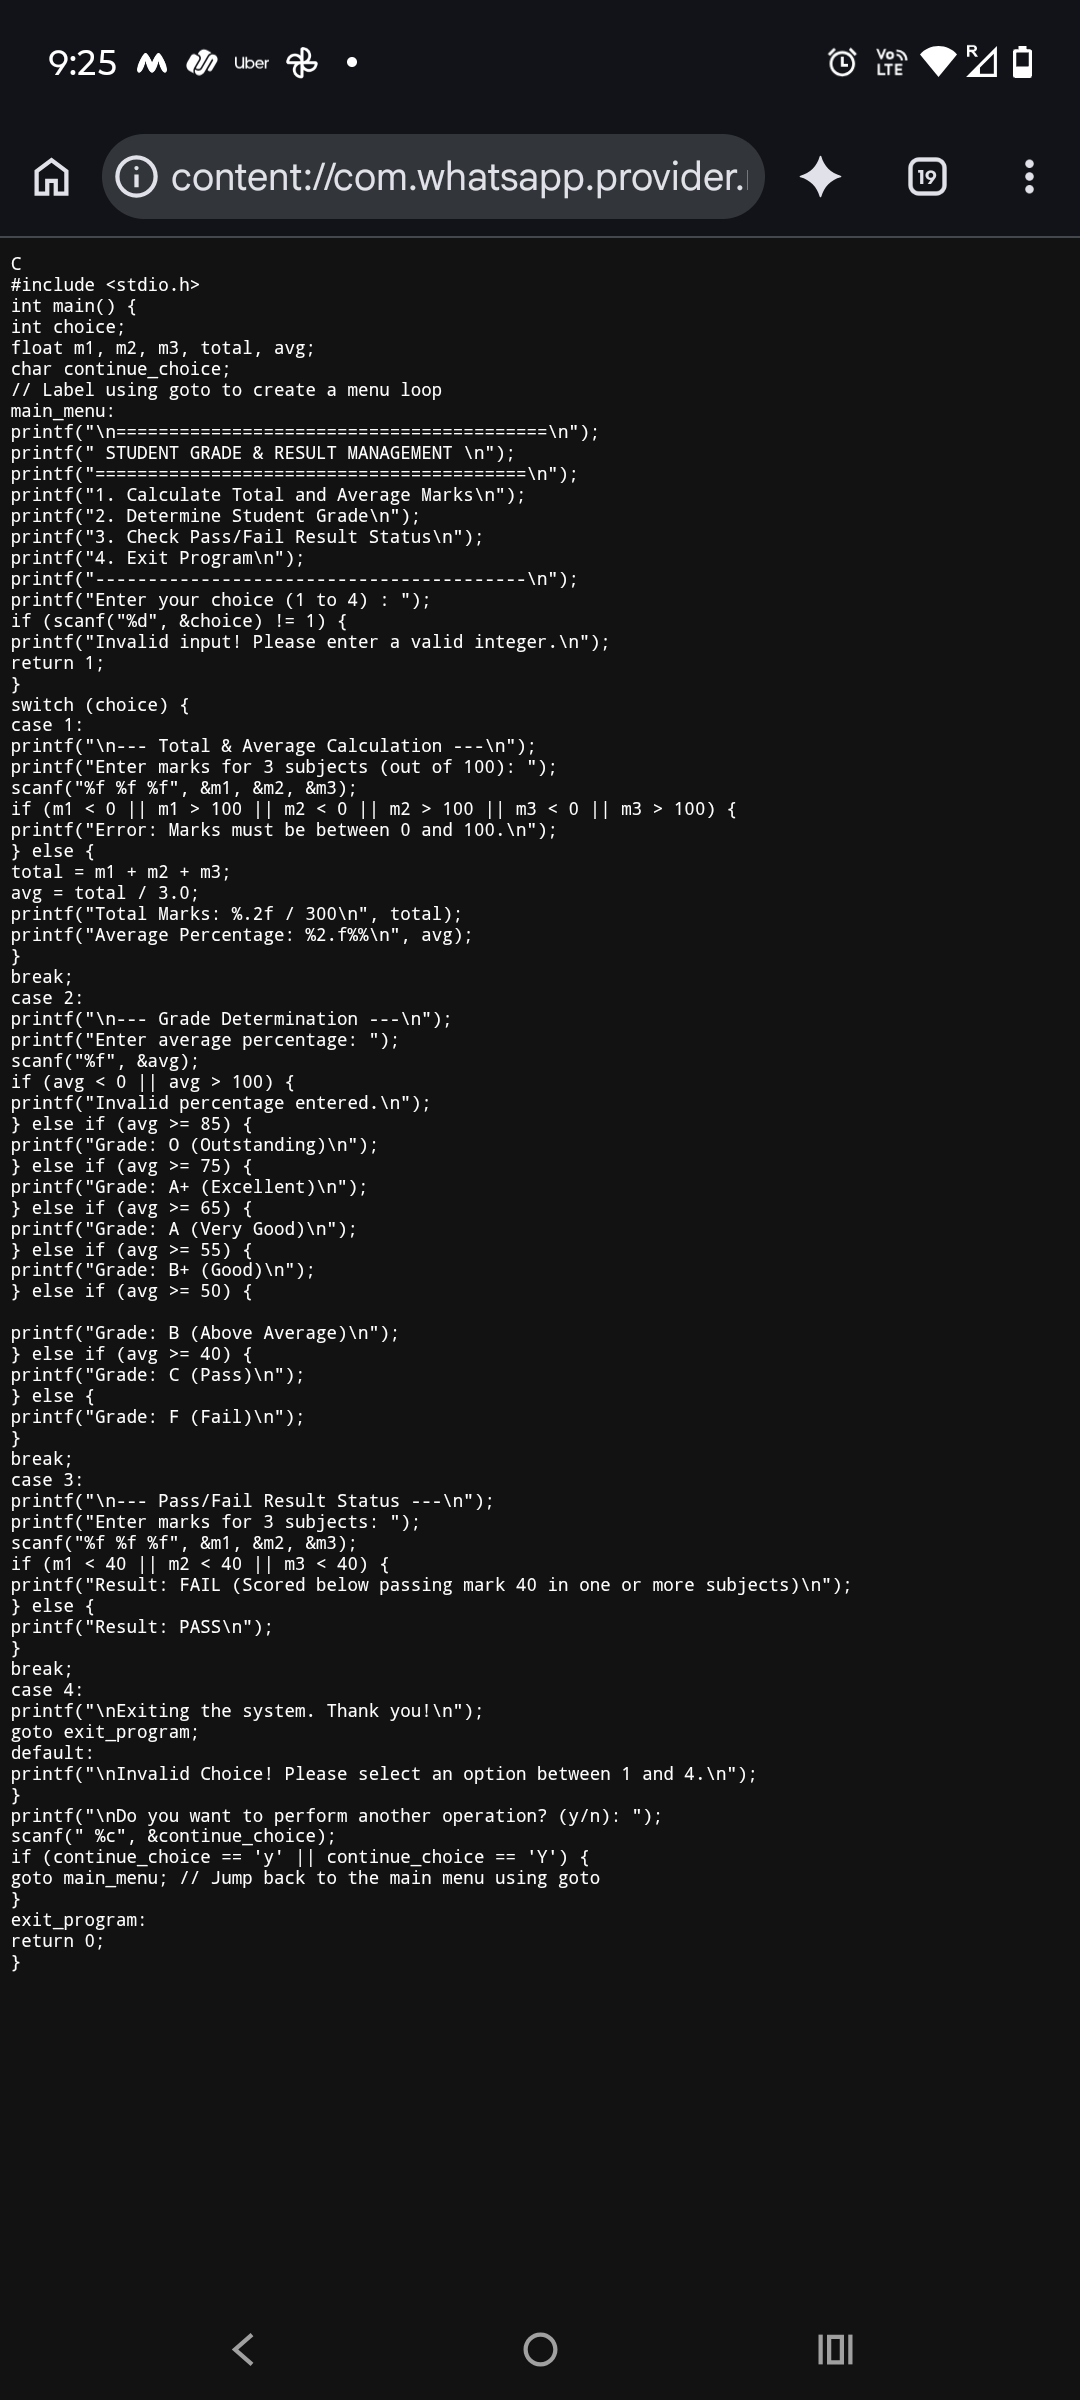 9:25 Uber VoLTE R
content://com.whatsapp.provider. 19
C
#include <stdio.h>
int main() {
int choice;
float m1, m2, m3, total, avg;
char continue_choice;
// Label using goto to create a menu loop
main_menu:
printf("\n=========================================\n");
printf(" STUDENT GRADE & RESULT MANAGEMENT \n");
printf("=========================================\n");
printf("1. Calculate Total and Average Marks\n");
printf("2. Determine Student Grade\n");
printf("3. Check Pass/Fail Result Status\n");
printf("4. Exit Program\n");
printf("-----------------------------------------\n");
printf("Enter your choice (1 to 4) : ");
if (scanf("%d", &choice) != 1) {
printf("Invalid input! Please enter a valid integer.\n");
return 1;
}
switch (choice) {
case 1:
printf("\n--- Total & Average Calculation ---\n");
printf("Enter marks for 3 subjects (out of 100): ");
scanf("%f %f %f", &m1, &m2, &m3);
if (m1 < 0 || m1 > 100 || m2 < 0 || m2 > 100 || m3 < 0 || m3 > 100) {
printf("Error: Marks must be between 0 and 100.\n");
} else {
total = m1 + m2 + m3;
avg = total / 3.0;
printf("Total Marks: %.2f / 300\n", total);
printf("Average Percentage: %2.f%%\n", avg);
}
break;
case 2:
printf("\n--- Grade Determination ---\n");
printf("Enter average percentage: ");
scanf("%f", &avg);
if (avg < 0 || avg > 100) {
printf("Invalid percentage entered.\n");
} else if (avg >= 85) {
printf("Grade: O (Outstanding)\n");
} else if (avg >= 75) {
printf("Grade: A+ (Excellent)\n");
} else if (avg >= 65) {
printf("Grade: A (Very Good)\n");
} else if (avg >= 55) {
printf("Grade: B+ (Good)\n");
} else if (avg >= 50) {
printf("Grade: B (Above Average)\n");
} else if (avg >= 40) {
printf("Grade: C (Pass)\n");
} else {
printf("Grade: F (Fail)\n");
}
break;
case 3:
printf("\n--- Pass/Fail Result Status ---\n");
printf("Enter marks for 3 subjects: ");
scanf("%f %f %f", &m1, &m2, &m3);
if (m1 < 40 || m2 < 40 || m3 < 40) {
printf("Result: FAIL (Scored below passing mark 40 in one or more subjects)\n");
} else {
printf("Result: PASS\n");
}
break;
case 4:
printf("\nExiting the system. Thank you!\n");
goto exit_program;
default:
printf("\nInvalid Choice! Please select an option between 1 and 4.\n");
}
printf("\nDo you want to perform another operation? (y/n): ");
scanf(" %c", &continue_choice);
if (continue_choice == 'y' || continue_choice == 'Y') {
goto main_menu; // Jump back to the main menu using goto
}
exit_program:
return 0;
}